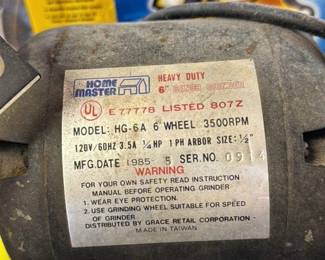 HOME MASTER
HEAVY DUTY
6" BENCH GRINDER
UL E77778 LISTED 807Z
MODEL: HG-6A 6" WHEEL 3500RPM
120V/60HZ 3.5A HP 1 PH ARBOR SIZE: ½"
MFG.DATE 1985 5 SER.NO. 0914
WARNING
FOR YOUR OWN SAFETY READ INSTRUCTION
MANUAL BEFORE OPERATING GRINDER
1. WEAR EYE PROTECTION.
2. USE GRINDING WHEEL SUITABLE FOR SPEED
OF GRINDER.
DISTRIBUTED BY GRACE RETAIL CORPORATION
MADE IN TAIWAN